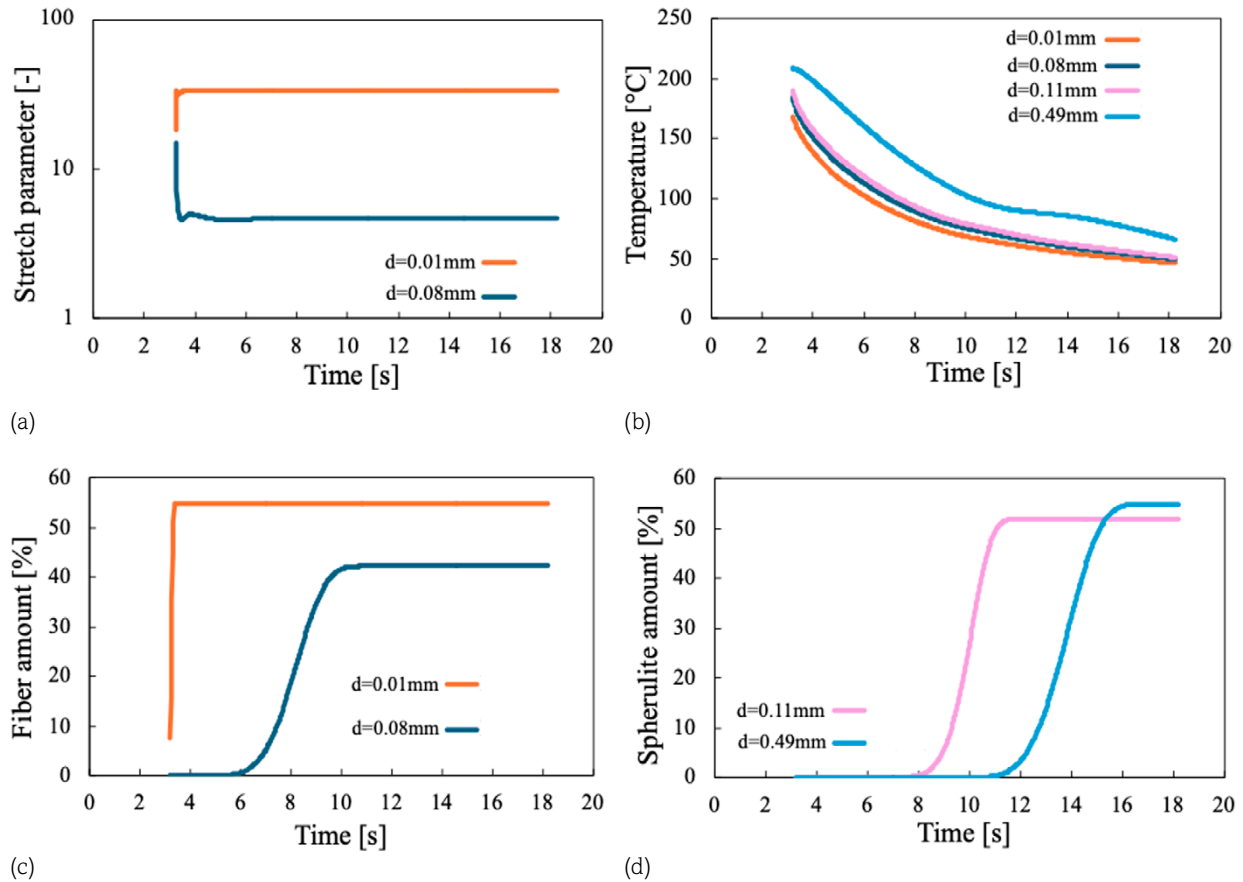 100
10
1
Stretch parameter [-]
d=0.01mm
d=0.08mm
0 2 4 6 8 10 12 14 16 18 20
Time [s]
(a)
250
200
150
100
50
0
Temperature [°C]
d=0.01mm
d=0.08mm
d=0.11mm
d=0.49mm
0 2 4 6 8 10 12 14 16 18 20
Time [s]
(b)
60
50
40
30
20
10
0
Fiber amount [%]
d=0.01mm
d=0.08mm
0 2 4 6 8 10 12 14 16 18 20
Time [s]
(c)
60
50
40
30
20
10
0
Spherulite amount [%]
d=0.11mm
d=0.49mm
0 2 4 6 8 10 12 14 16 18 20
Time [s]
(d)